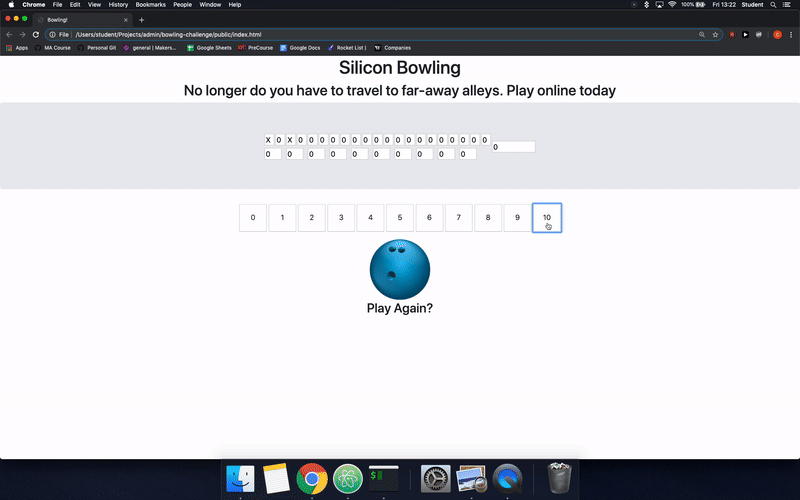 Chrome File Edit View History Bookmarks People Window Help 100% Fri 13:22 Student
Bowling!
File | /Users/student/Projects/admin/bowling-challenge/public/index.html
Apps MA Course Personal Git general | Makers... Google Sheets PreCourse Google Docs Rocket List ) Companies
Silicon Bowling
No longer do you have to travel to far-away alleys. Play online today
X 0 X 0 0 0 0 0 0 0 0 0 0 0 0 0 0 0 0 0 0
0 0 0 0 0 0 0 0 0 0 0
0 1 2 3 4 5 6 7 8 9 10
Play Again?